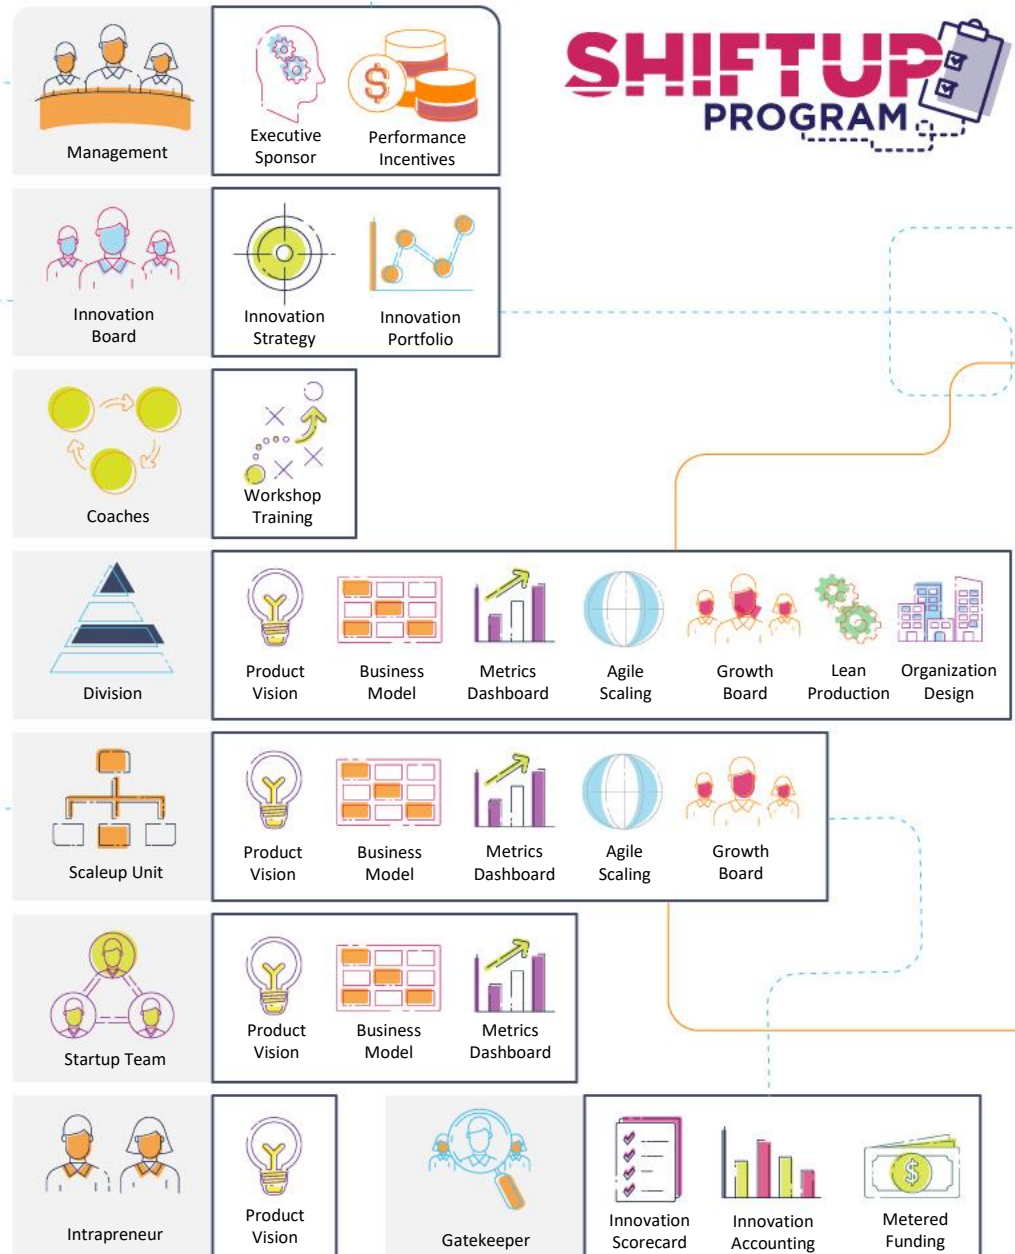 SHIFTUP
PROGRAM
Management
Executive
Sponsor
Performance
Incentives
Innovation
Board
Innovation
Strategy
Innovation
Portfolio
Coaches
Workshop
Training
Division
Product
Vision
Business
Model
Metrics
Dashboard
Agile
Scaling
Growth
Board
Lean
Production
Organization
Design
Scaleup Unit
Product
Vision
Business
Model
Metrics
Dashboard
Agile
Scaling
Growth
Board
Startup Team
Product
Vision
Business
Model
Metrics
Dashboard
Intrapreneur
Product
Vision
Gatekeeper
Innovation
Scorecard
Innovation
Accounting
Metered
Funding